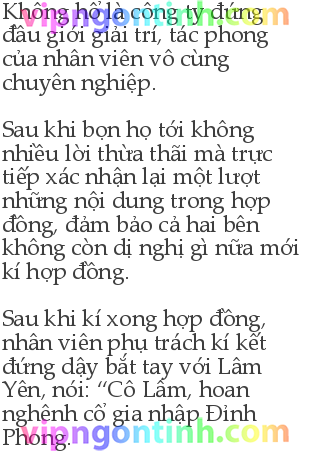 Không hổ là công ty đứng
đầu giới giải trí, tác phong
của nhân viên vô cùng
chuyên nghiệp.
Sau khi bọn họ tới không
nhiều lời thừa thãi mà trực
tiếp xác nhận lại một lượt
những nội dung trong hợp
đồng, đảm bảo cả hai bên
không còn dị nghị gì nữa mới
kí hợp đồng.
Sau khi kí xong hợp đồng,
nhân viên phụ trách kí kết
đứng dậy bắt tay với Lâm
Yên, nói: “Cô Lâm, hoan
nghênh cổ gia nhập Đình
Phong.
vipngontinh.com
vipngontinh.com